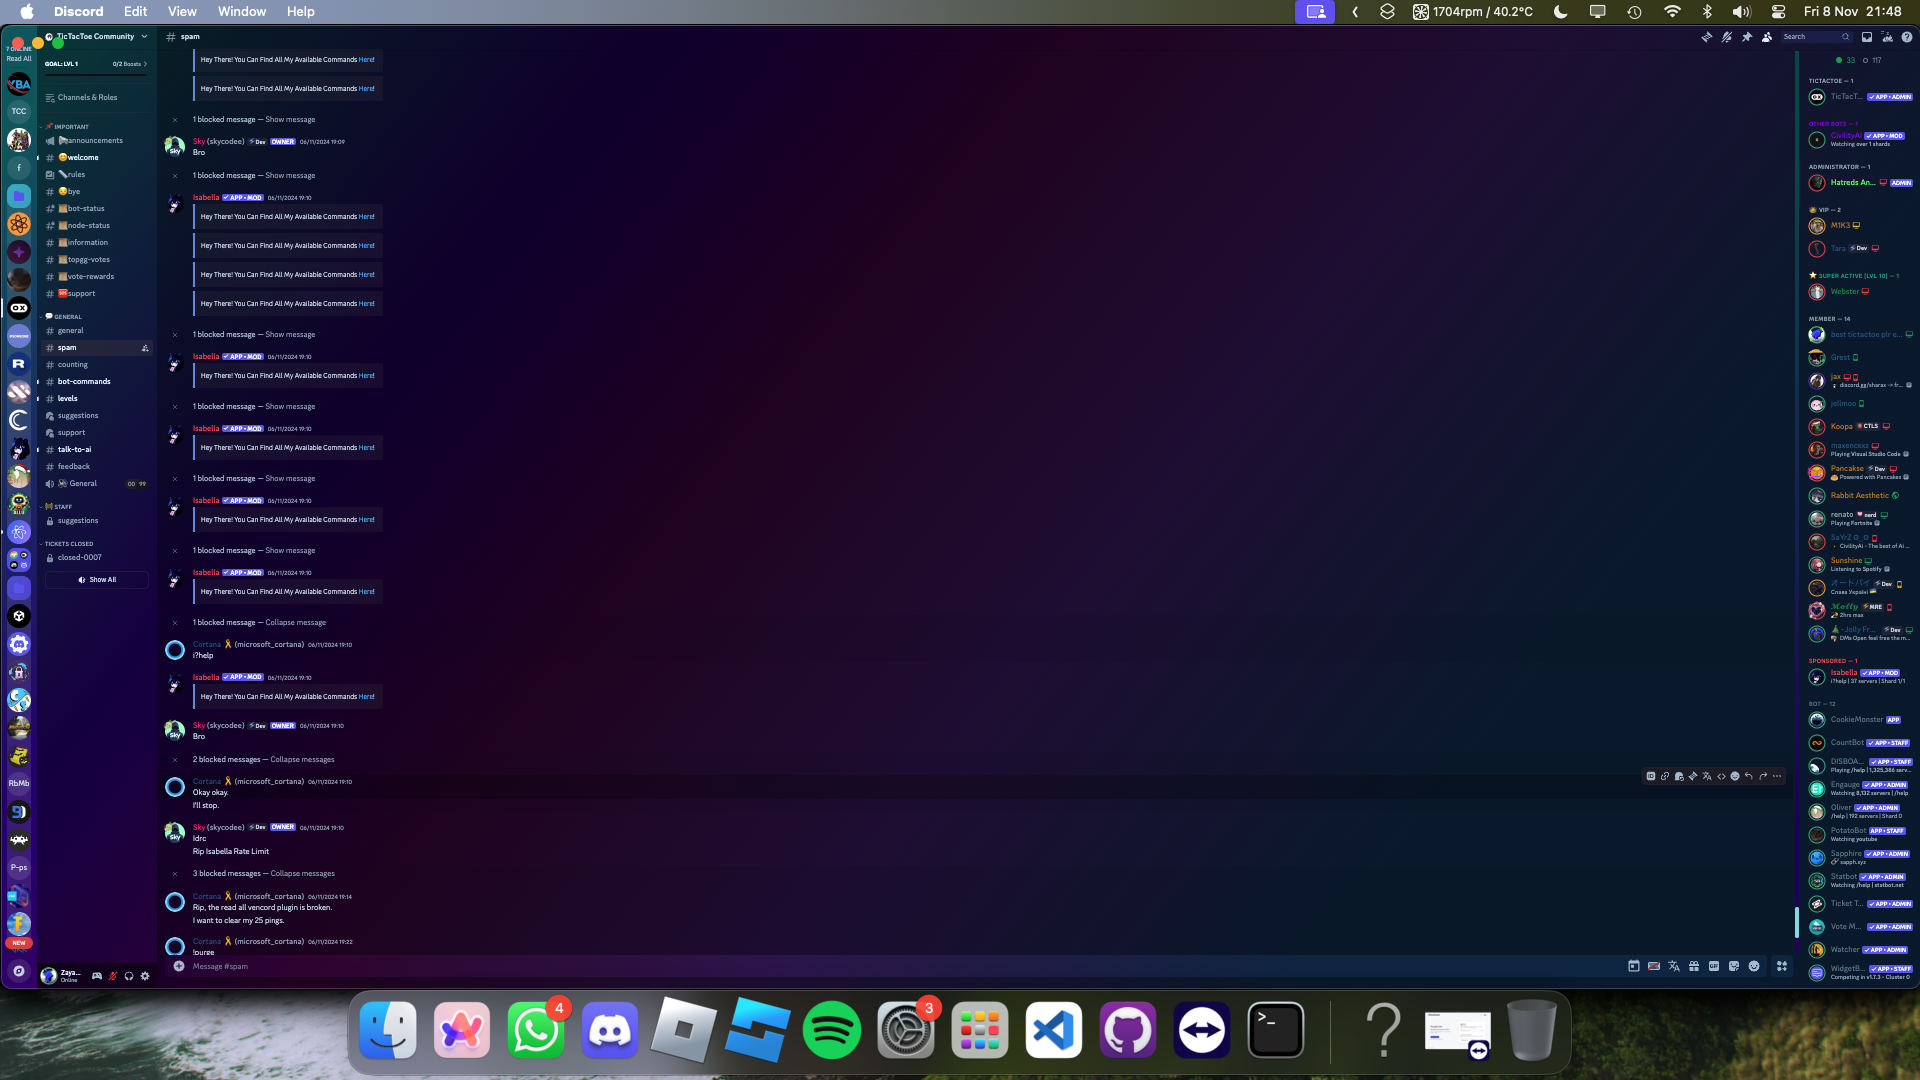 Discord Edit View Window Help
1704rpm / 40.2°C
Fri 8 Nov 21:48
7 ONLINE
Read All
TCC
f
RbMb
P-ps
NEW
TicTacToe Community
GOAL: LVL 1 0/2 Boosts
Channels & Roles
IMPORTANT
announcements
welcome
rules
bye
bot-status
node-status
information
topgg-votes
vote-rewards
support
GENERAL
general
spam
counting
bot-commands
levels
suggestions
support
talk-to-ai
feedback
General 00 99
STAFF
suggestions
TICKETS CLOSED
closed-0007
Show All
Zaya...
Online
# spam
Search
Hey There! You Can Find All My Available Commands Here!
Hey There! You Can Find All My Available Commands Here!
1 blocked message — Show message
Sky (skycodee) Dev OWNER 06/11/2024 19:09
Bro
1 blocked message — Show message
Isabella APP • MOD 06/11/2024 19:10
Hey There! You Can Find All My Available Commands Here!
Hey There! You Can Find All My Available Commands Here!
Hey There! You Can Find All My Available Commands Here!
Hey There! You Can Find All My Available Commands Here!
1 blocked message — Show message
Isabella APP • MOD 06/11/2024 19:10
Hey There! You Can Find All My Available Commands Here!
1 blocked message — Show message
Isabella APP • MOD 06/11/2024 19:10
Hey There! You Can Find All My Available Commands Here!
1 blocked message — Show message
Isabella APP • MOD 06/11/2024 19:10
Hey There! You Can Find All My Available Commands Here!
1 blocked message — Show message
Isabella APP • MOD 06/11/2024 19:10
Hey There! You Can Find All My Available Commands Here!
1 blocked message — Collapse message
Cortana (microsoft_cortana) 06/11/2024 19:10
i?help
Isabella APP • MOD 06/11/2024 19:10
Hey There! You Can Find All My Available Commands Here!
Sky (skycodee) Dev OWNER 06/11/2024 19:10
Bro
2 blocked messages — Collapse messages
Cortana (microsoft_cortana) 06/11/2024 19:10
Okay okay.
I'll stop.
Sky (skycodee) Dev OWNER 06/11/2024 19:10
Idrc
Rip Isabella Rate Limit
3 blocked messages — Collapse messages
Cortana (microsoft_cortana) 06/11/2024 19:14
Rip, the read all vencord plugin is broken.
I want to clear my 25 pings.
Cortana (microsoft_cortana) 06/11/2024 19:22
!purge
Message #spam
33 117
TICTACTOE — 1
TicTacT... APP • ADMIN
OTHER BOTS — 1
CivilityAI APP • MOD
Watching over 1 shards
ADMINISTRATOR — 1
Hatreds An... ADMIN
VIP — 2
M1K3
Tara Dev
SUPER ACTIVE [LVL 10] — 1
Webster
MEMBER — 14
best tictactoe plr e...
Grest
jax
discord.gg/sharax -> fr...
jellmoo
Koopa CTLS
maxencexz
Playing Visual Studio Code
Pancakse Dev
Powered with Pancakes
Rabbit Aesthetic
renato nerd
Playing Fortnite
SaYrZ
CivilityAi - The best of Ai ...
Sunshine
Listening to Spotify
オートバイ Dev
Слава Україні
Molly MRE
2hrs max
-Jolly Fr... Dev
DMs Open feel free the m...
SPONSORED — 1
Isabella APP • MOD
i?help | 37 servers | Shard 1/1
BOT — 12
CookieMonster APP
CountBot APP • STAFF
DISBOA... APP • STAFF
Playing /help | 1,325,386 serv...
Engauge APP • ADMIN
Watching 8,132 servers | /help
Oliver APP • ADMIN
/help | 192 servers | Shard 0
PotatoBot APP • STAFF
Watching youtube
Sapphire APP • ADMIN
sapph.xyz
Statbot APP • ADMIN
Watching /help | statbot.net
Ticket T... APP • ADMIN
Vote M... APP • ADMIN
Watcher APP • ADMIN
WidgetB... APP • STAFF
Competing in v1.7.3 - Cluster 0
4
3